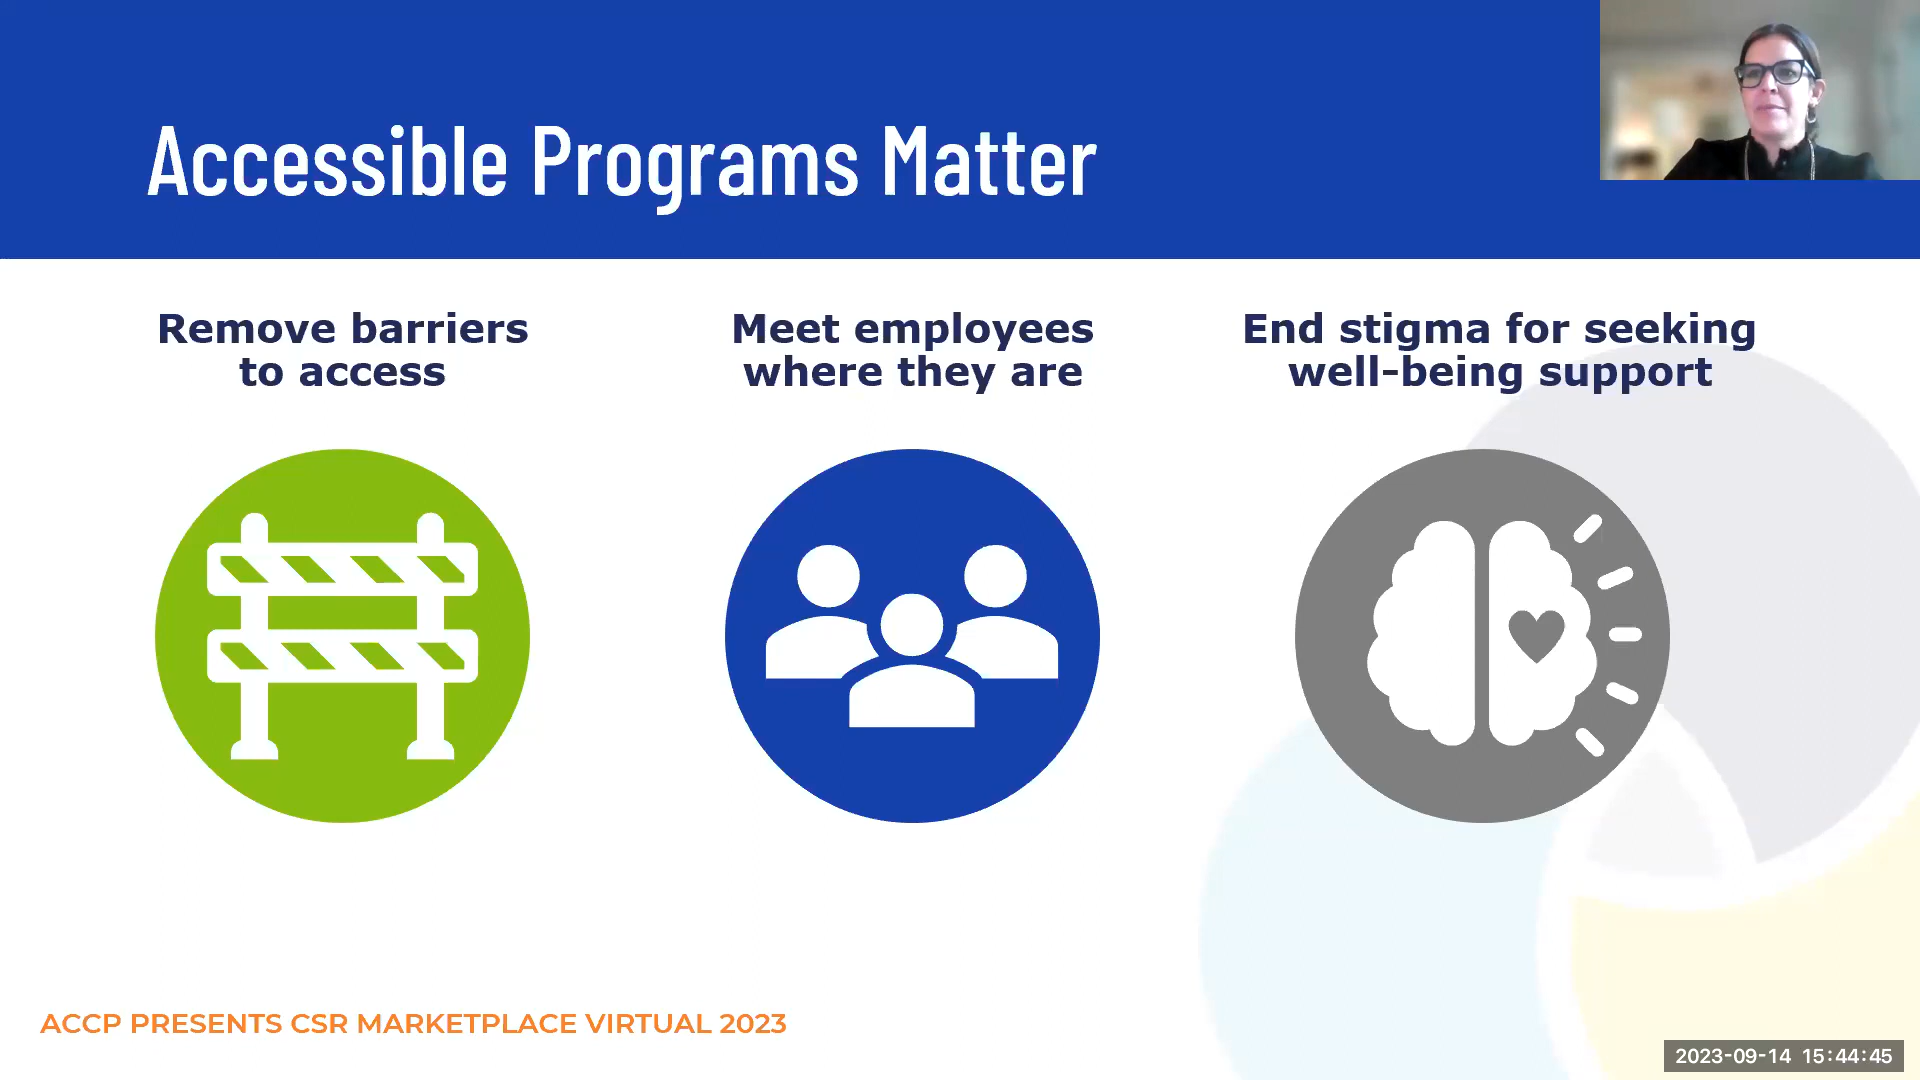 Accessible Programs Matter
Remove barriers
to access
Meet employees
where they are
End stigma for seeking
well-being support
ACCP PRESENTS CSR MARKETPLACE VIRTUAL 2023
2023-09-14 15:44:45